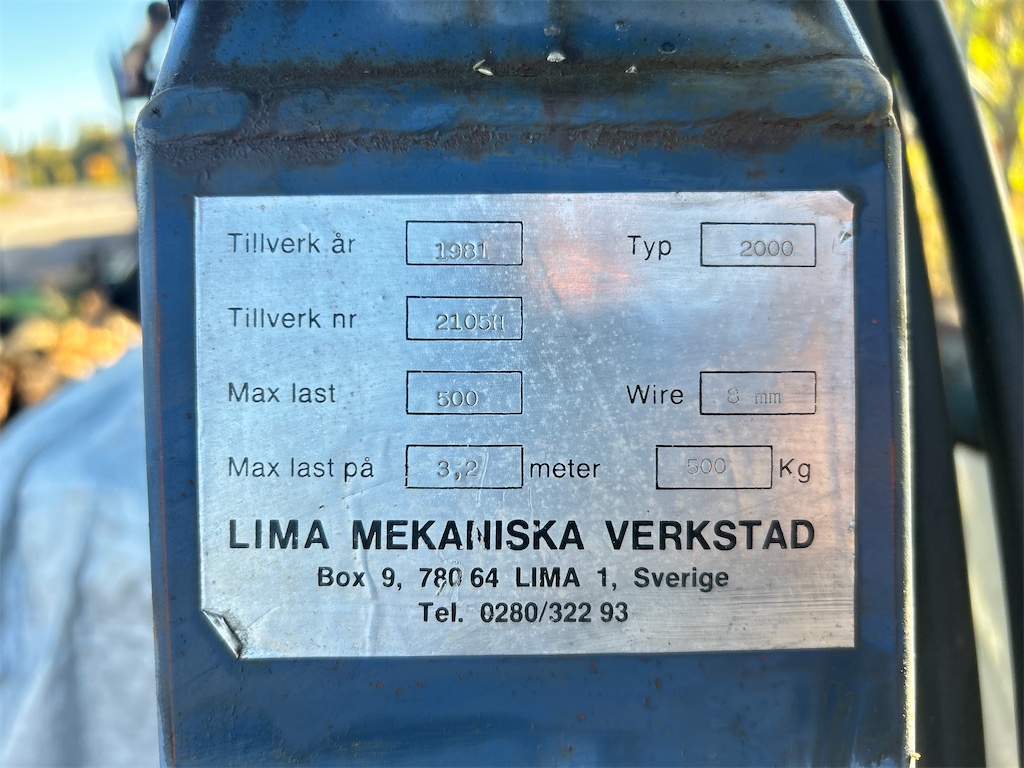 Tillverk år 1981 Typ 2000
Tillverk nr 2105H
Max last 500 Wire 8 mm
Max last på 3,2 meter 500 Kg
LIMA MEKANISKA VERKSTAD
Box 9, 780 64 LIMA 1, Sverige
Tel. 0280/322 93